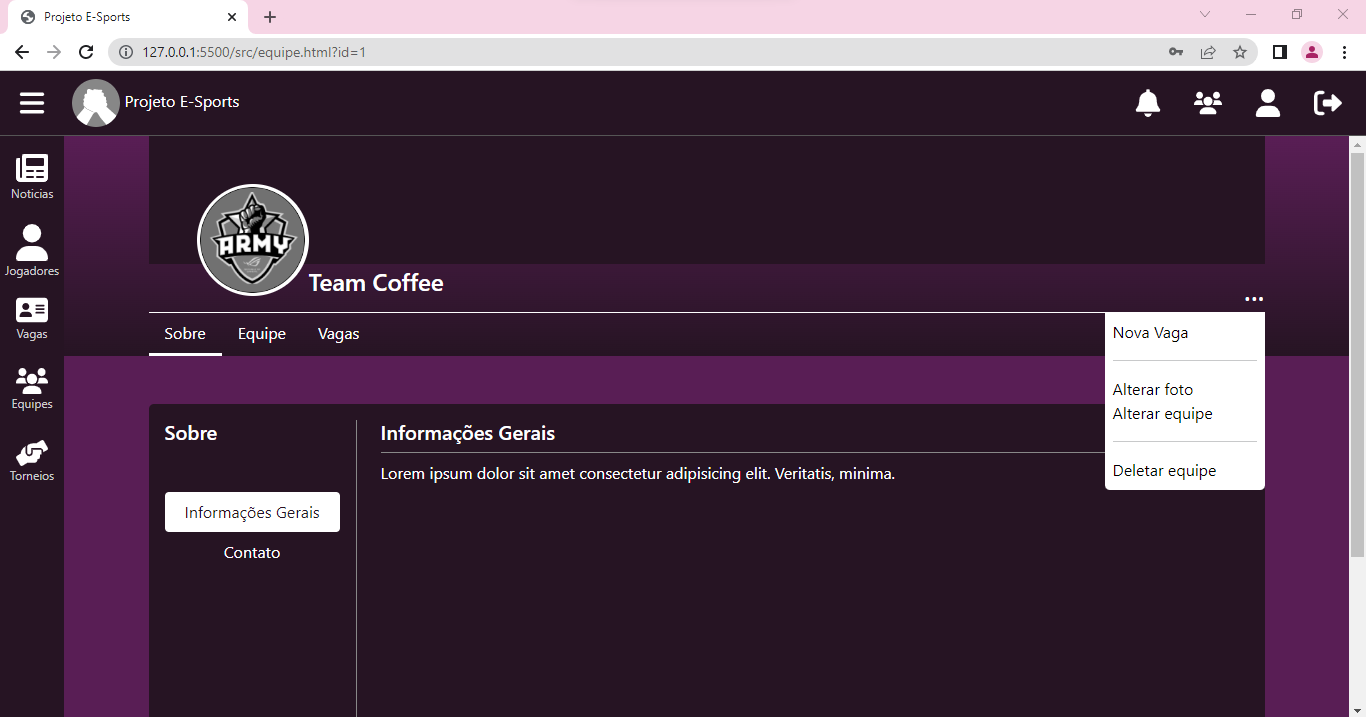 Projeto E-Sports
127.0.0.1:5500/src/equipe.html?id=1
Projeto E-Sports
Noticias
Jogadores
Vagas
Equipes
Torneios
ARMY
Team Coffee
Sobre Equipe Vagas
Nova Vaga
Alterar foto
Alterar equipe
Deletar equipe
Sobre
Informações Gerais
Contato
Informações Gerais
Lorem ipsum dolor sit amet consectetur adipisicing elit. Veritatis, minima.